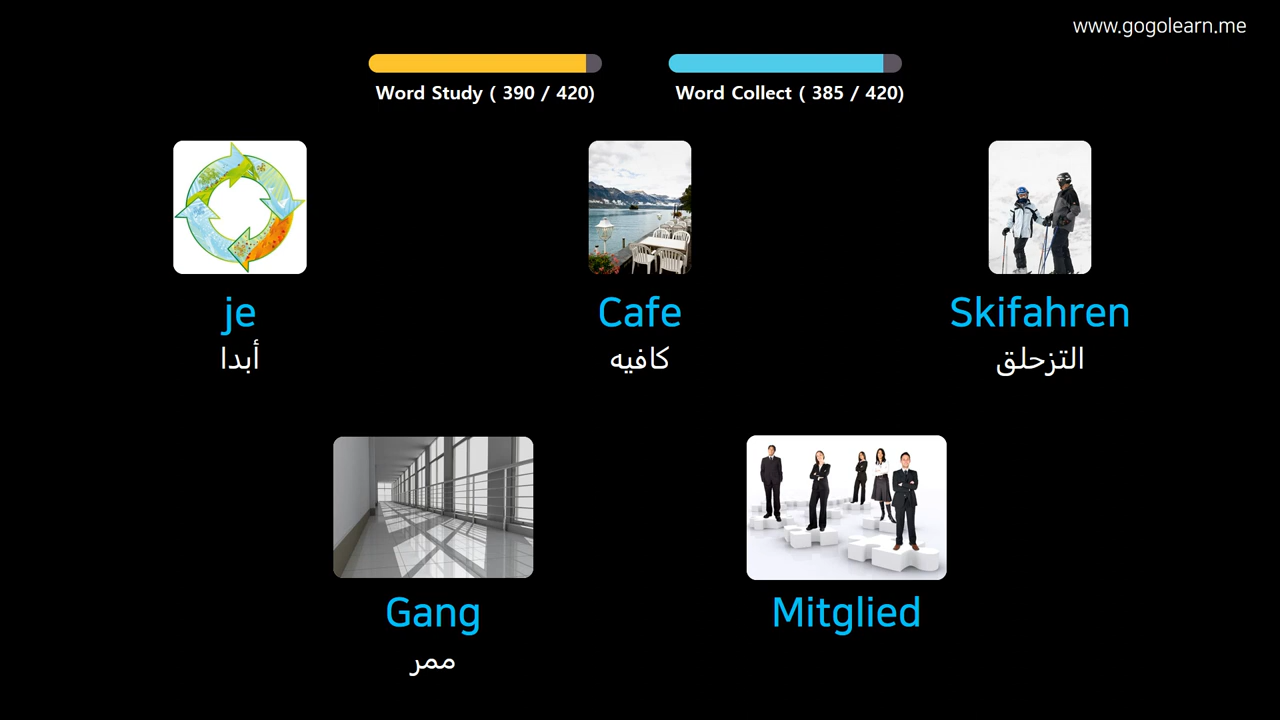 www.gogolearn.me
Word Study ( 390 / 420)
Word Collect ( 385 / 420)
je
أبدا
Cafe
كافيه
Skifahren
التزحلق
Gang
ممر
Mitglied